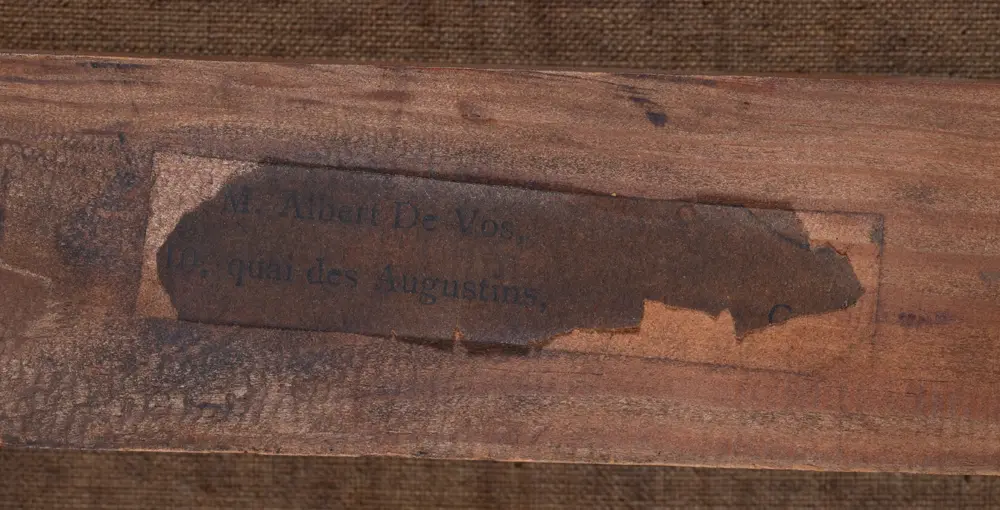 M. Albert De Vos,
quai des Augustins,